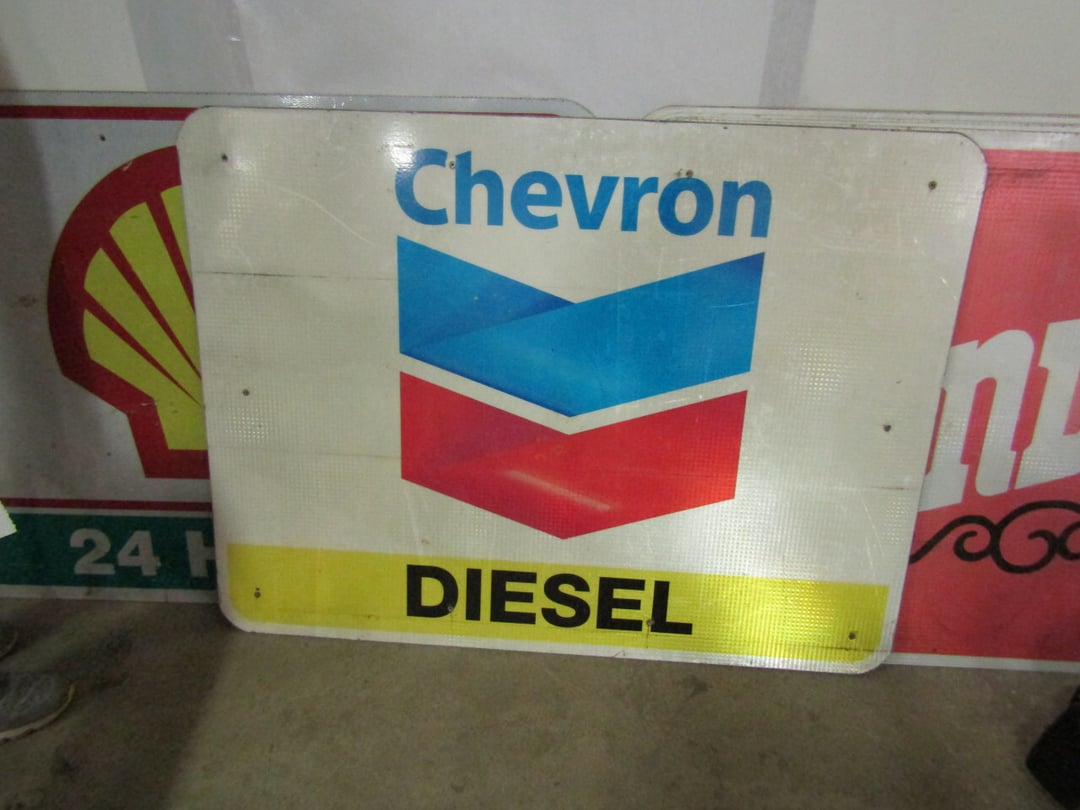 Chevron
DIESEL
24 H